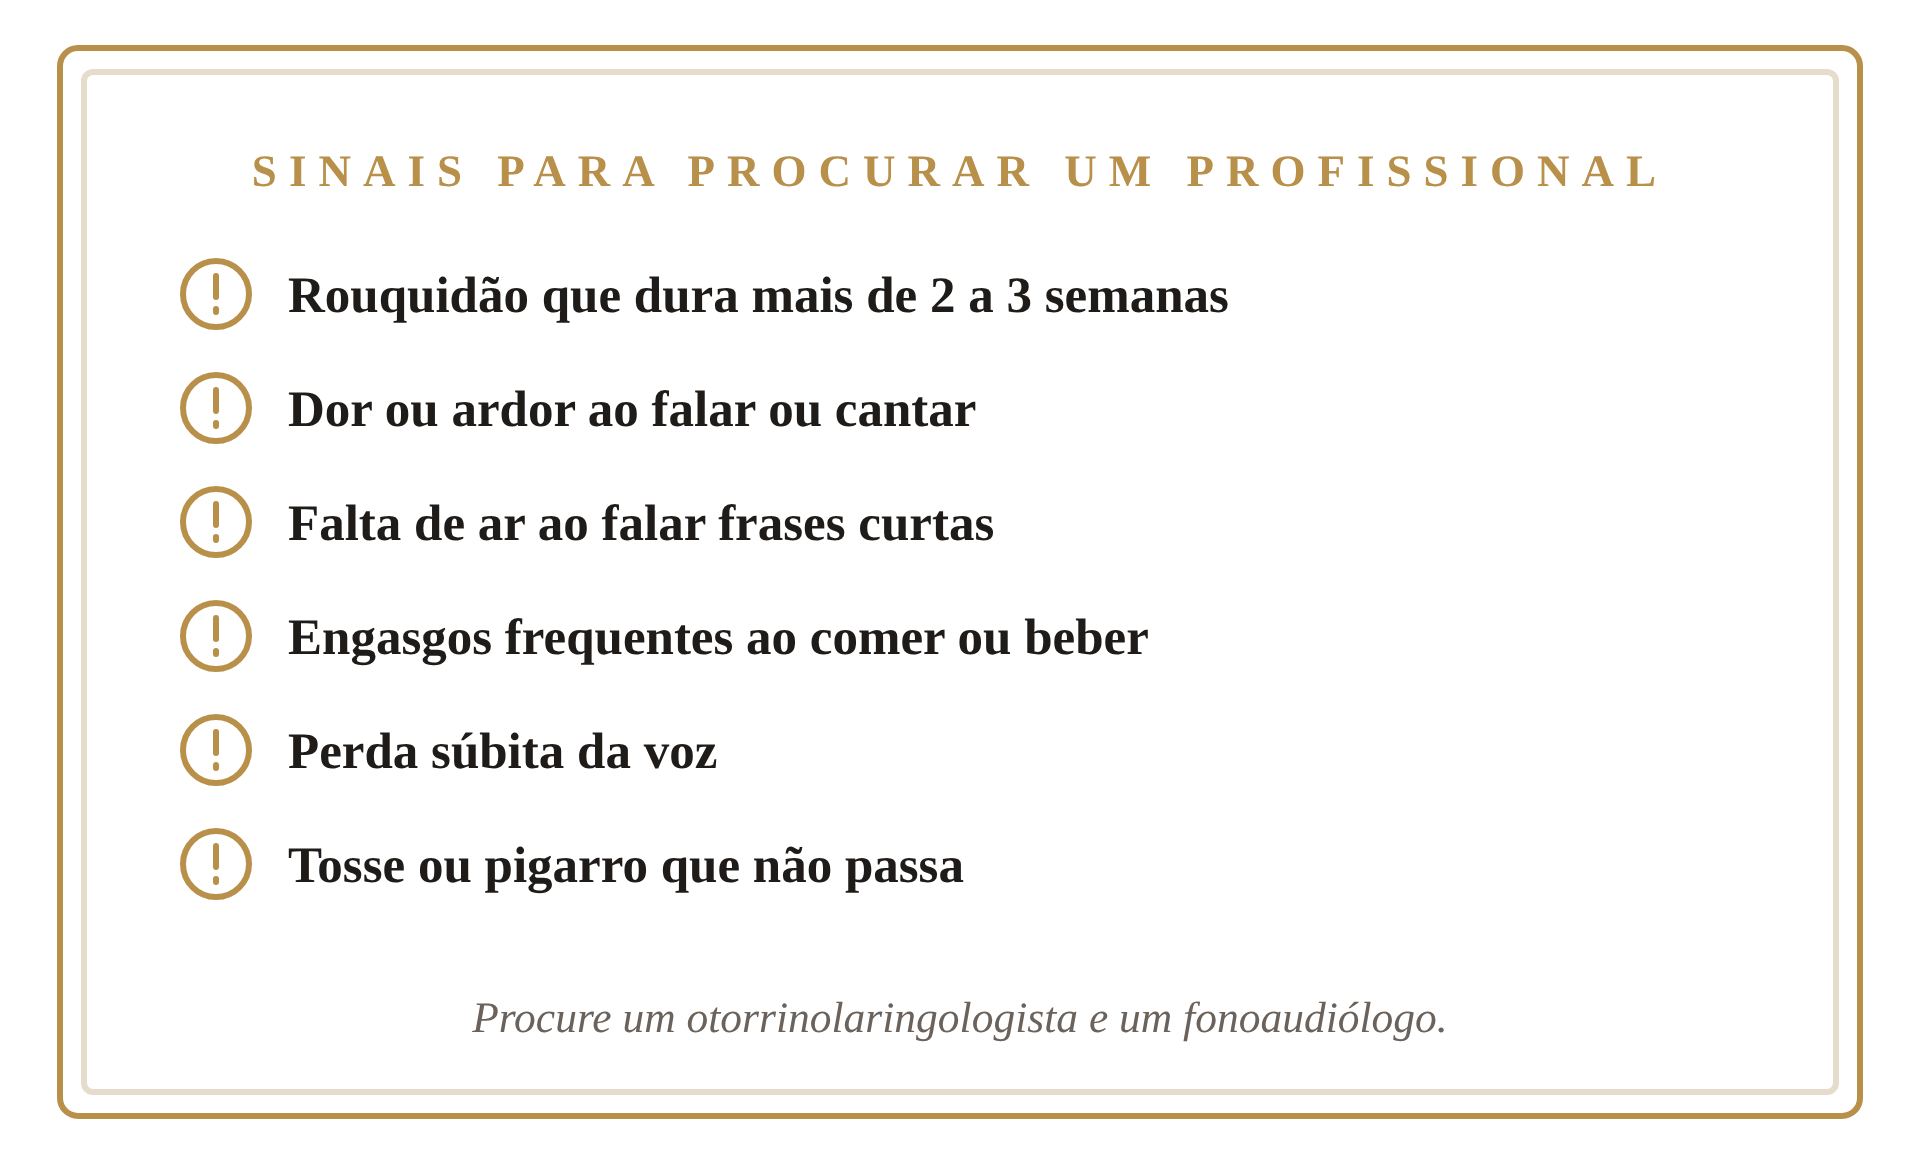 SINAIS PARA PROCURAR UM PROFISSIONAL
Rouquidão que dura mais de 2 a 3 semanas
Dor ou ardor ao falar ou cantar
Falta de ar ao falar frases curtas
Engasgos frequentes ao comer ou beber
Perda súbita da voz
Tosse ou pigarro que não passa
Procure um otorrinolaringologista e um fonoaudiólogo.